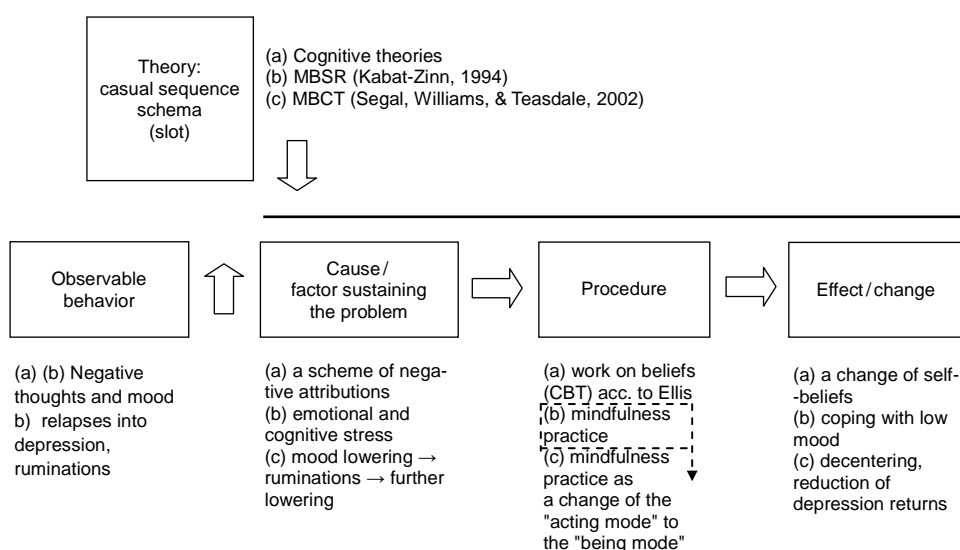 Theory:
casual sequence
schema
(slot)
(a) Cognitive theories
(b) MBSR (Kabat-Zinn, 1994)
(c) MBCT (Segal, Williams, & Teasdale, 2002)
Observable
behavior
Cause/
factor sustaining
the problem
Procedure
Effect/change
(a) (b) Negative
thoughts and mood
b) relapses into
depression,
ruminations
(a) a scheme of nega-
tive attributions
(b) emotional and
cognitive stress
(c) mood lowering →
ruminations → further
lowering
(a) work on beliefs
(CBT) acc. to Ellis
(b) mindfulness
practice
(c) mindfulness
practice as
a change of the
"acting mode" to
the "being mode"
(a) a change of self-
-beliefs
(b) coping with low
mood
(c) decentering,
reduction of
depression returns